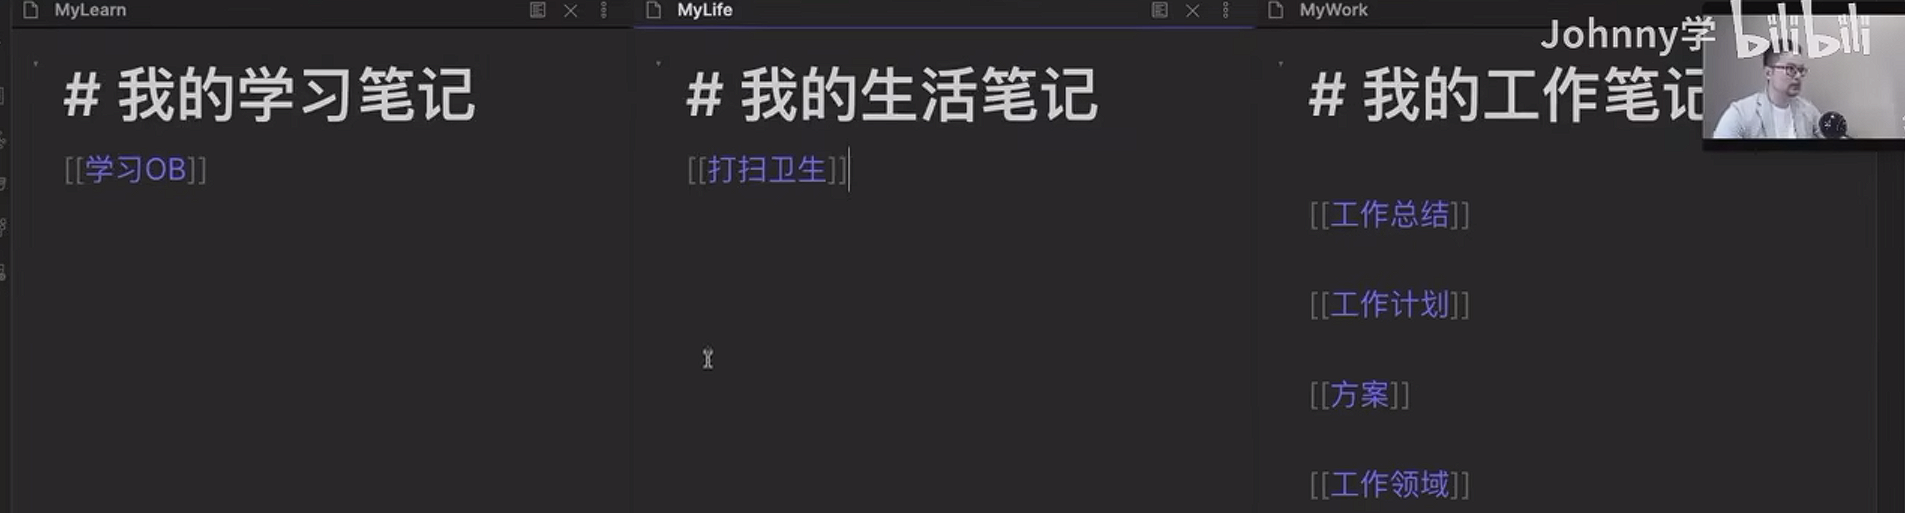 MyLearn
MyLife
MyWork
Johnny学
bilibili
# 我的学习笔记
[[学习OB]]
# 我的生活笔记
[[打扫卫生]]
# 我的工作笔记
[[工作总结]]
[[工作计划]]
[[方案]]
[[工作领域]]